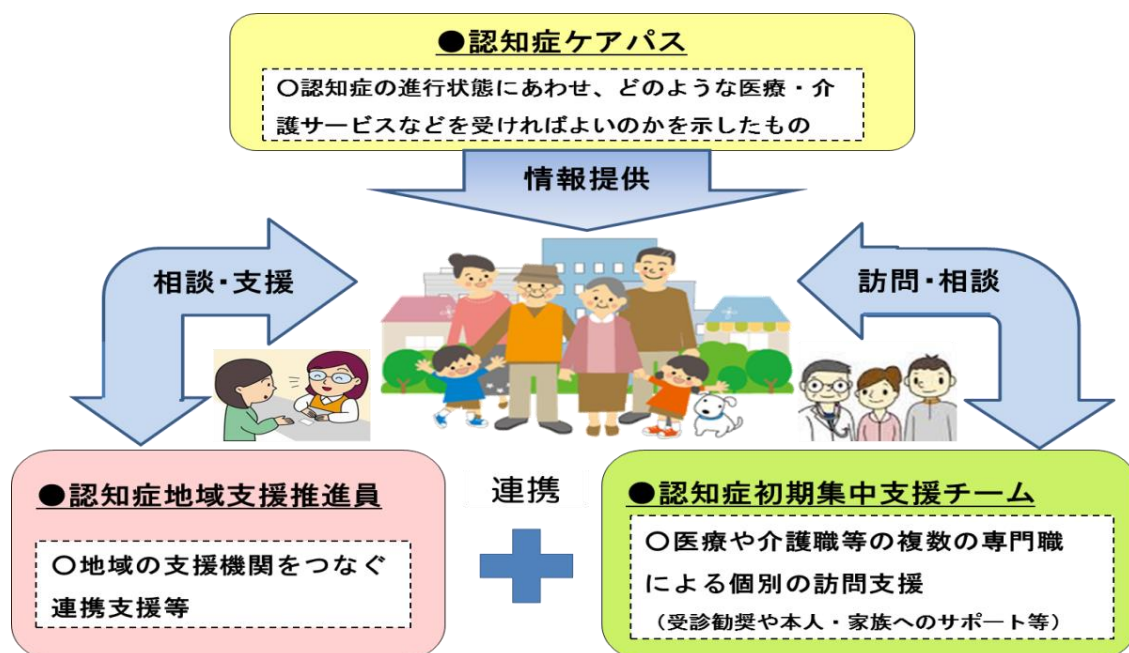 ●認知症ケアパス
〇認知症の進行状態にあわせ、どのような医療・介
護サービスなどを受ければよいのかを示したもの
情報提供
相談・支援
訪問・相談
●認知症地域支援推進員
〇地域の支援機関をつなぐ
連携支援等
連携
●認知症初期集中支援チーム
〇医療や介護職等の複数の専門職
による個別の訪問支援
（受診勧奨や本人・家族へのサポート等）